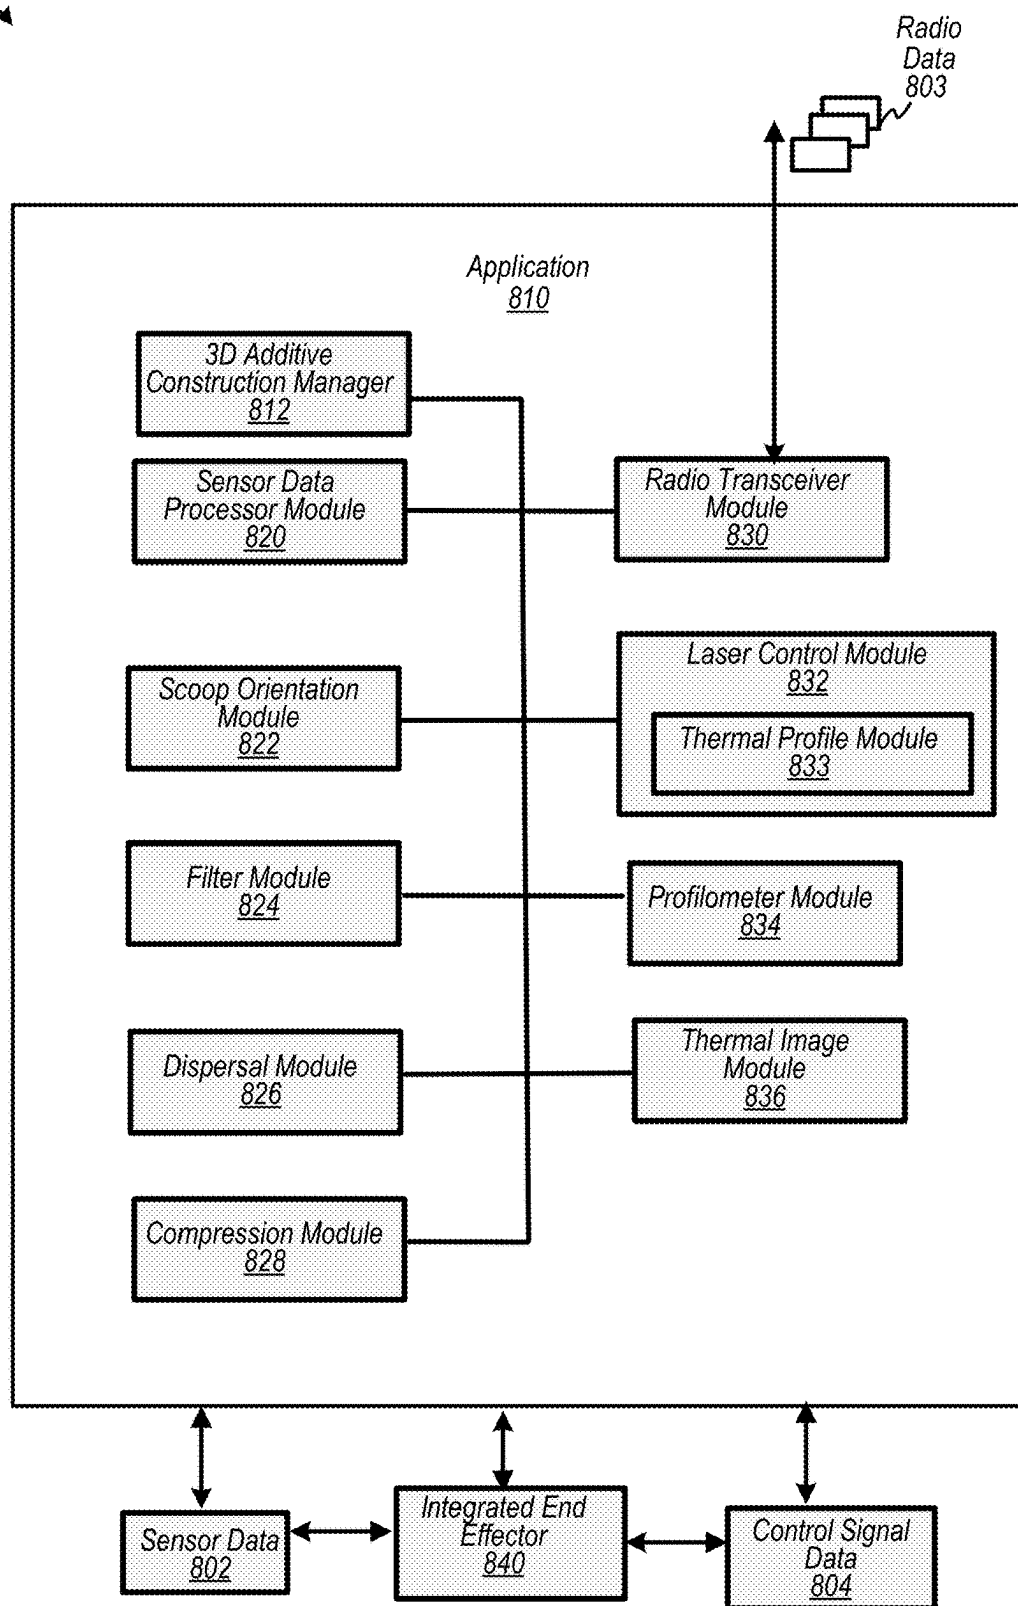 Radio
Data
803
Application
810
3D Additive
Construction Manager
812
Sensor Data
Processor Module
820
Radio Transceiver
Module
830
Scoop Orientation
Module
822
Laser Control Module
832
Thermal Profile Module
833
Filter Module
824
Profilometer Module
834
Dispersal Module
826
Thermal Image
Module
836
Compression Module
828
Sensor Data
802
Integrated End
Effector
840
Control Signal
Data
804